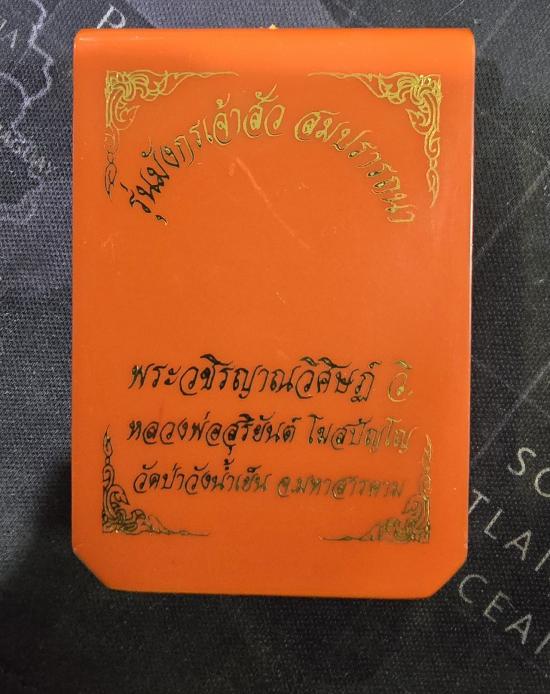 รุ่นมังกรเจ้าสัว สมปรารถนา
พระวชิรญาณวิศิษฏ์ วิ.
หลวงพ่อสุริยันต์ โฆสปัญโญ
วัดป่าวังน้ำเย็น จ.มหาสารคาม
SO
TLAI
CEAI